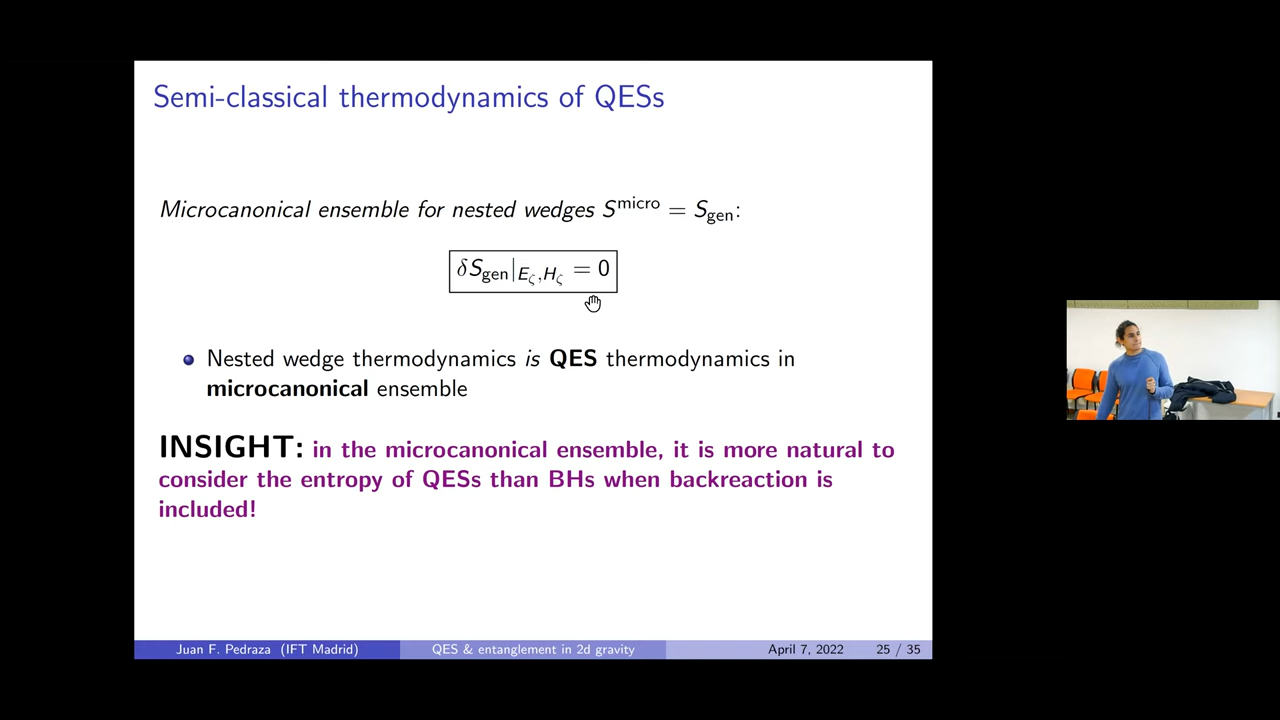 Semi-classical thermodynamics of QESs
Microcanonical ensemble for nested wedges S^micro = S_gen:
δS_gen|_{E_ζ,H_ζ} = 0
Nested wedge thermodynamics is QES thermodynamics in
microcanonical ensemble
INSIGHT: in the microcanonical ensemble, it is more natural to
consider the entropy of QESs than BHs when backreaction is
included!
Juan F. Pedraza (IFT Madrid) QES & entanglement in 2d gravity April 7, 2022 25 / 35